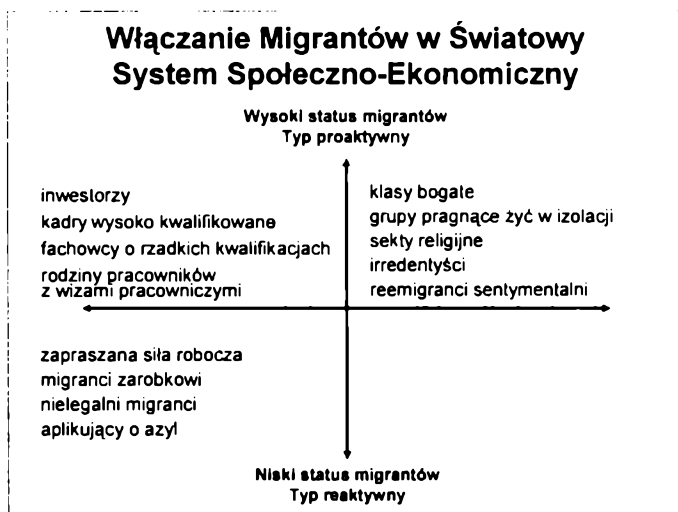 Włączanie Migrantów w Światowy
System Społeczno-Ekonomiczny
Wysoki status migrantów
Typ proaktywny
inwestorzy
kadry wysoko kwalifikowane
fachowcy o rzadkich kwalifikacjach
rodziny pracowników
z wizami pracowniczymi
klasy bogate
grupy pragnące żyć w izolacji
sekty religijne
irredentyści
reemigranci sentymentalni
zapraszana siła robocza
migranci zarobkowi
nielegalni migranci
aplikujący o azyl
Niski status migrantów
Typ reaktywny